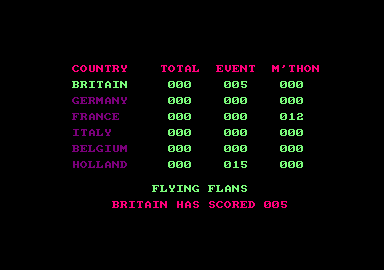 COUNTRY TOTAL EVENT M'THON
BRITAIN 000 005 000
GERMANY 000 000 000
FRANCE 000 000 012
ITALY 000 000 000
BELGIUM 000 000 000
HOLLAND 000 015 000
FLYING FLANS
BRITAIN HAS SCORED 005